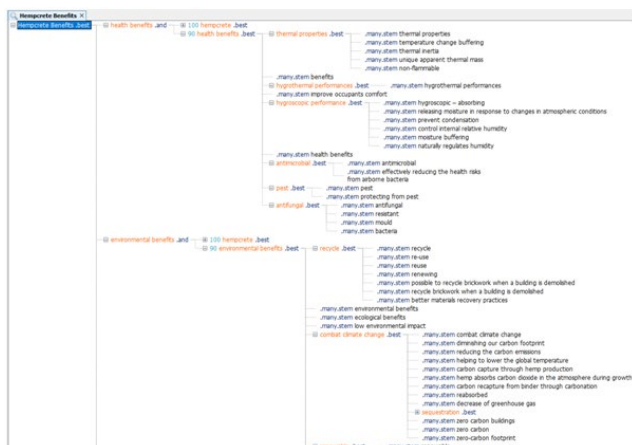 Hempcrete Benefits ×
Hempcrete Benefits .best
health benefits .and
100 hempcrete .best
90 health benefits .best
thermal properties .best
.many.stem thermal properties
.many.stem temperature change buffering
.many.stem thermal inertia
.many.stem unique apparent thermal mass
.many.stem non-flammable
.many.stem benefits
hygrothermal performances .best
.many.stem hygrothermal performances
.many.stem improve occupants comfort
hygroscopic performance .best
.many.stem hygroscopic – absorbing
.many.stem releasing moisture in response to changes in atmospheric conditions
.many.stem prevent condensation
.many.stem control internal relative humidity
.many.stem moisture buffering
.many.stem naturally regulates humidity
.many.stem health benefits
antimicrobial .best
.many.stem antimicrobial
.many.stem effectively reducing the health risks
from airborne bacteria
pest .best
.many.stem pest
.many.stem protecting from pest
antifungal .best
.many.stem antifungal
.many.stem resistant
.many.stem mould
.many.stem bacteria
environmental benefits .and
100 hempcrete .best
90 environmental benefits .best
recycle .best
.many.stem recycle
.many.stem re-use
.many.stem reuse
.many.stem renewing
.many.stem possible to recycle brickwork when a building is demolished
.many.stem recycle brickwork when a building is demolished
.many.stem better materials recovery practices
.many.stem environmental benefits
.many.stem ecological benefits
.many.stem low environmental impact
combat climate change .best
.many.stem combat climate change
.many.stem diminishing our carbon footprint
.many.stem reducing the carbon emissions
.many.stem helping to lower the global temperature
.many.stem carbon capture through hemp production
.many.stem hemp absorbs carbon dioxide in the atmosphere during growth
.many.stem carbon recapture from binder through carbonation
.many.stem reabsorbed
.many.stem decrease of greenhouse gas
sequestration .best
.many.stem zero carbon buildings
.many.stem zero carbon
.many.stem zero-carbon footprint